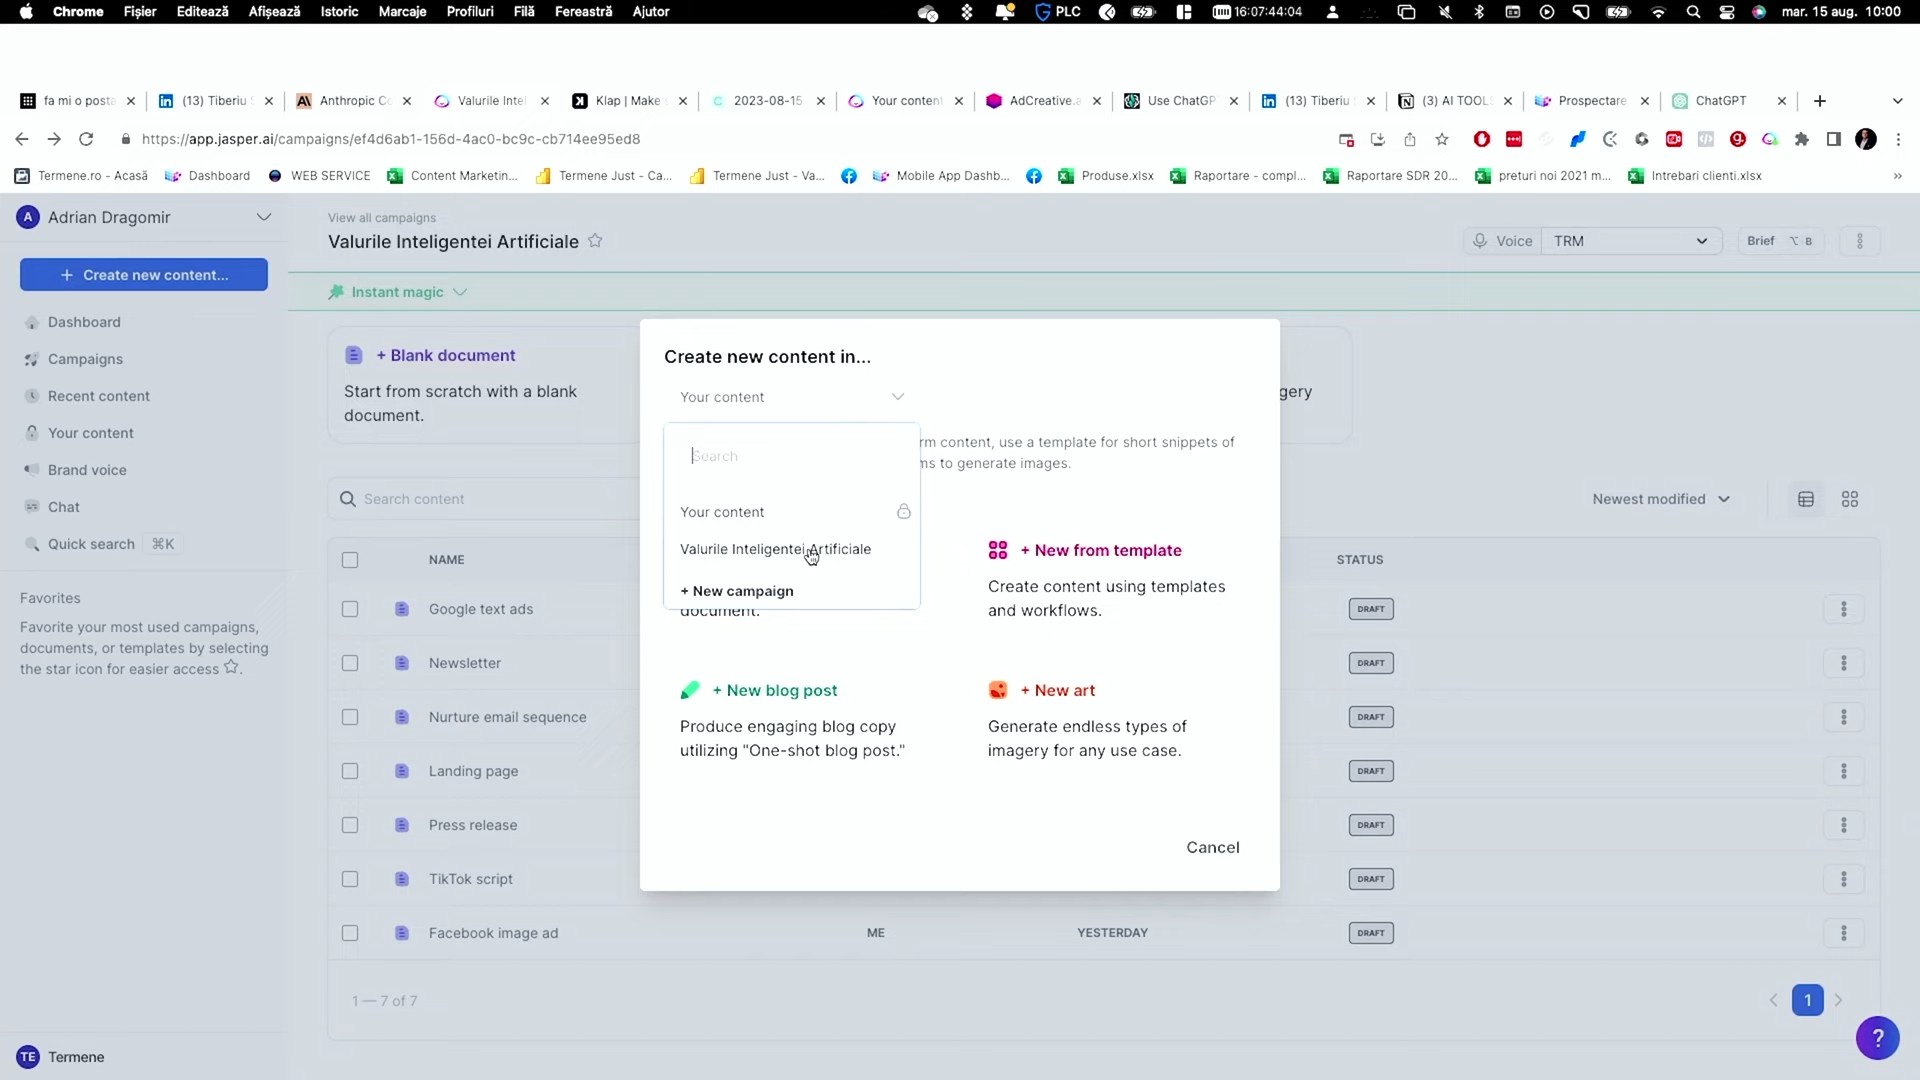 Chrome Fișier Editează Afișează Istoric Marcaje Profiluri Filă Fereastră Ajutor PLC 16:07:44:04 mar. 15 aug. 10:00
fa mi o posta (13) Tiberiu Anthropic Co Valurile Intel Klap | Make 2023-08-15 Your content AdCreative.a Use ChatGP (13) Tiberiu (3) AI TOOLS Prospectare ChatGPT
https://app.jasper.ai/campaigns/ef4d6ab1-156d-4ac0-bc9c-cb714ee95ed8
Termene.ro - Acasă Dashboard WEB SERVICE Content Marketin... Termene Just - Ca... Termene Just - Va... Mobile App Dashb... Produse.xlsx Raportare - compl... Raportare SDR 20... preturi noi 2021 m... Intrebari clienti.xlsx »
A Adrian Dragomir
View all campaigns
Valurile Inteligentei Artificiale
Voice TRM Brief ⌥ B
+ Create new content...
Instant magic
Dashboard
Campaigns
Recent content
Your content
Brand voice
Chat
Quick search ⌘K
Favorites
Favorite your most used campaigns,
documents, or templates by selecting
the star icon for easier access
TE Termene
+ Blank document
Start from scratch with a blank
document.
gery
Search content
Newest modified
NAME STATUS
Google text ads DRAFT
Newsletter DRAFT
Nurture email sequence DRAFT
Landing page DRAFT
Press release DRAFT
TikTok script DRAFT
Facebook image ad ME YESTERDAY DRAFT
1 — 7 of 7
1
?
Create new content in...
Your content
rm content, use a template for short snippets of
ms to generate images.
Search
Your content
Valurile Inteligentei Artificiale
+ New campaign
document.
+ New from template
Create content using templates
and workflows.
+ New blog post
Produce engaging blog copy
utilizing "One-shot blog post."
+ New art
Generate endless types of
imagery for any use case.
Cancel